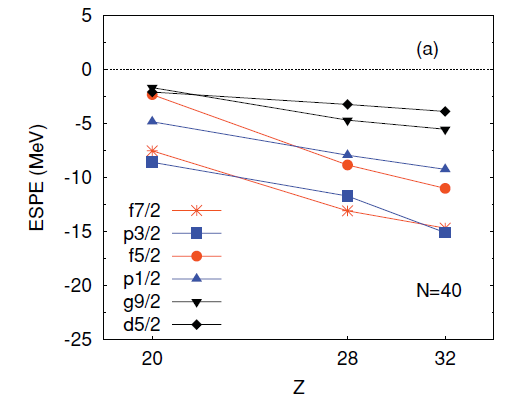 5
(a)
0
-5
-10
-15
-20
-25
ESPE (MeV)
f7/2
p3/2
f5/2
p1/2
g9/2
d5/2
N=40
20
28
32
Z